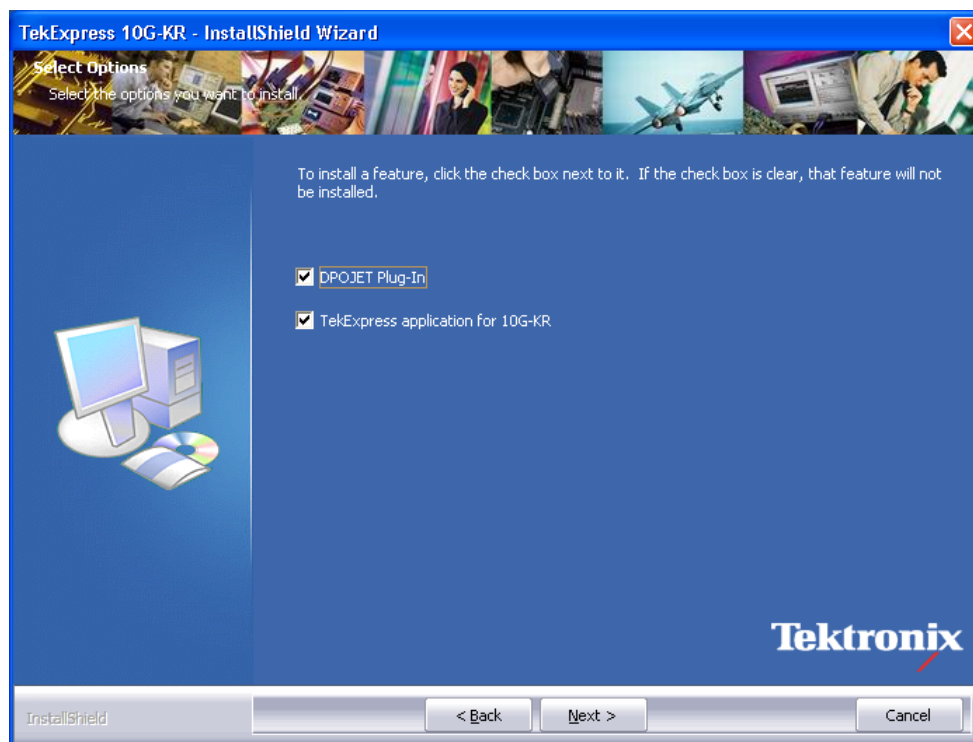 TekExpress 10G-KR - InstallShield Wizard
Select Options
Select the options you want to install.
To install a feature, click the check box next to it. If the check box is clear, that feature will not
be installed.
DPOJET Plug-In
TekExpress application for 10G-KR
Tektronix
InstallShield
< Back
Next >
Cancel